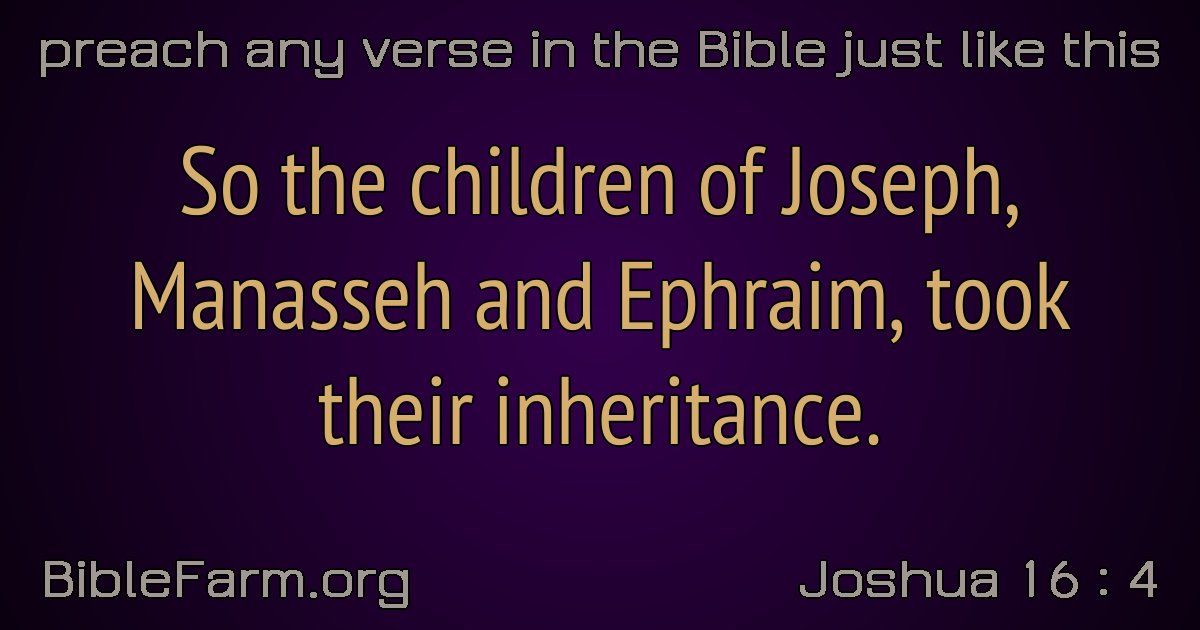 preach any verse in the Bible just like this
So the children of Joseph,
Manasseh and Ephraim, took
their inheritance.
BibleFarm.org
Joshua 16 : 4